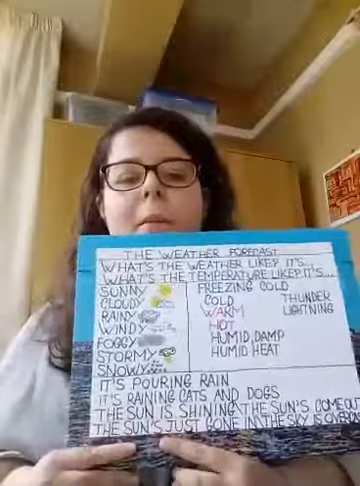 THE WEATHER FORECAST
WHAT'S THE WEATHER LIKE? IT'S...
WHAT'S THE TEMPERATURE LIKE? IT'S...
SUNNY
CLOUDY
RAINY
WINDY
FOGGY
STORMY
SNOWY
FREEZING COLD
COLD
WARM
HOT
HUMID, DAMP
HUMID HEAT
THUNDER
LIGHTNING
IT'S POURING RAIN
IT'S RAINING CATS AND DOGS
THE SUN IS SHINING THE SUN'S COME OUT
THE SUN'S JUST GONE IN THE SKY IS